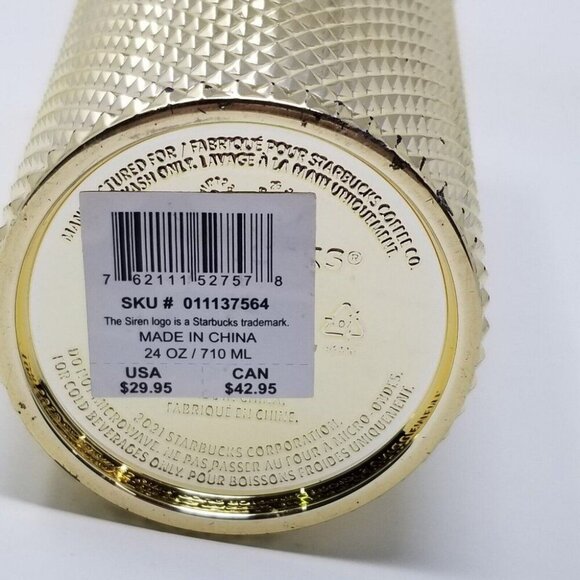 TURED FOR / FABRIQUÉ POUR STARBUCKS COFFEE CO.
WASH ONLY. LAVAGE À LA MAIN UNIQUEMENT.
KS®
7 62111 52757 8
SKU # 011137564
The Siren logo is a Starbucks trademark.
MADE IN CHINA
24 OZ / 710 ML
USA CAN
$29.95 $42.95
FABRIQUÉ EN CHINE.
2021 STARBUCKS CORPORATION.
DO NOT MICROWAVE. NE PAS PASSER AU FOUR À MICRO-ONDES.
FOR COLD BEVERAGES ONLY. POUR BOISSONS FROIDES UNIQUEMENT.